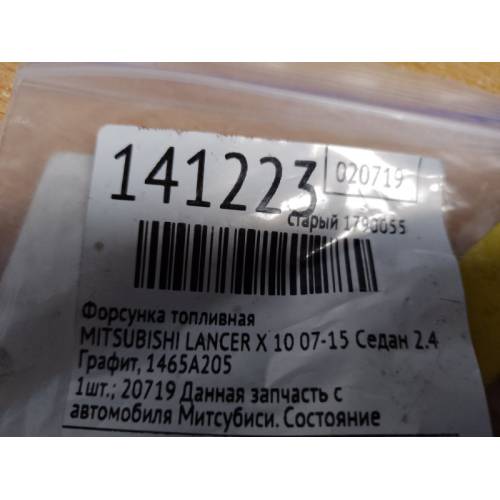 141223
020719
старый 1790055
Форсунка топливная
MITSUBISHI LANCER X 10 07-15 Седан 2.4
Графит, 1465A205
1шт.; 20719 Данная запчасть с
автомобиля Митсубиси. Состояние